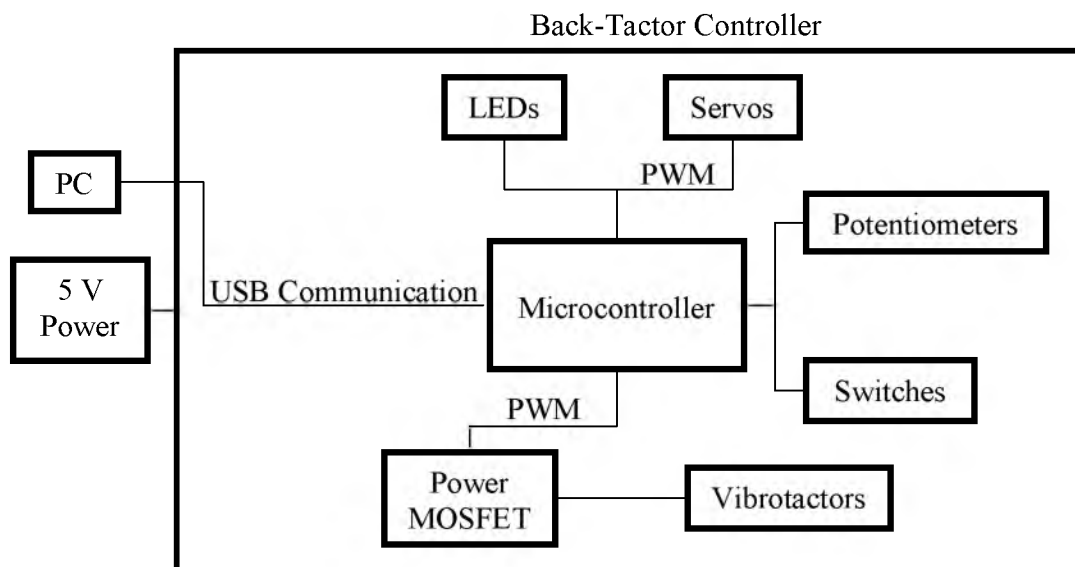 Back-Tactor Controller
LEDs
Servos
PC
PWM
Potentiometers
5 V
Power
USB Communication
Microcontroller
Switches
PWM
Power
MOSFET
Vibrotactors